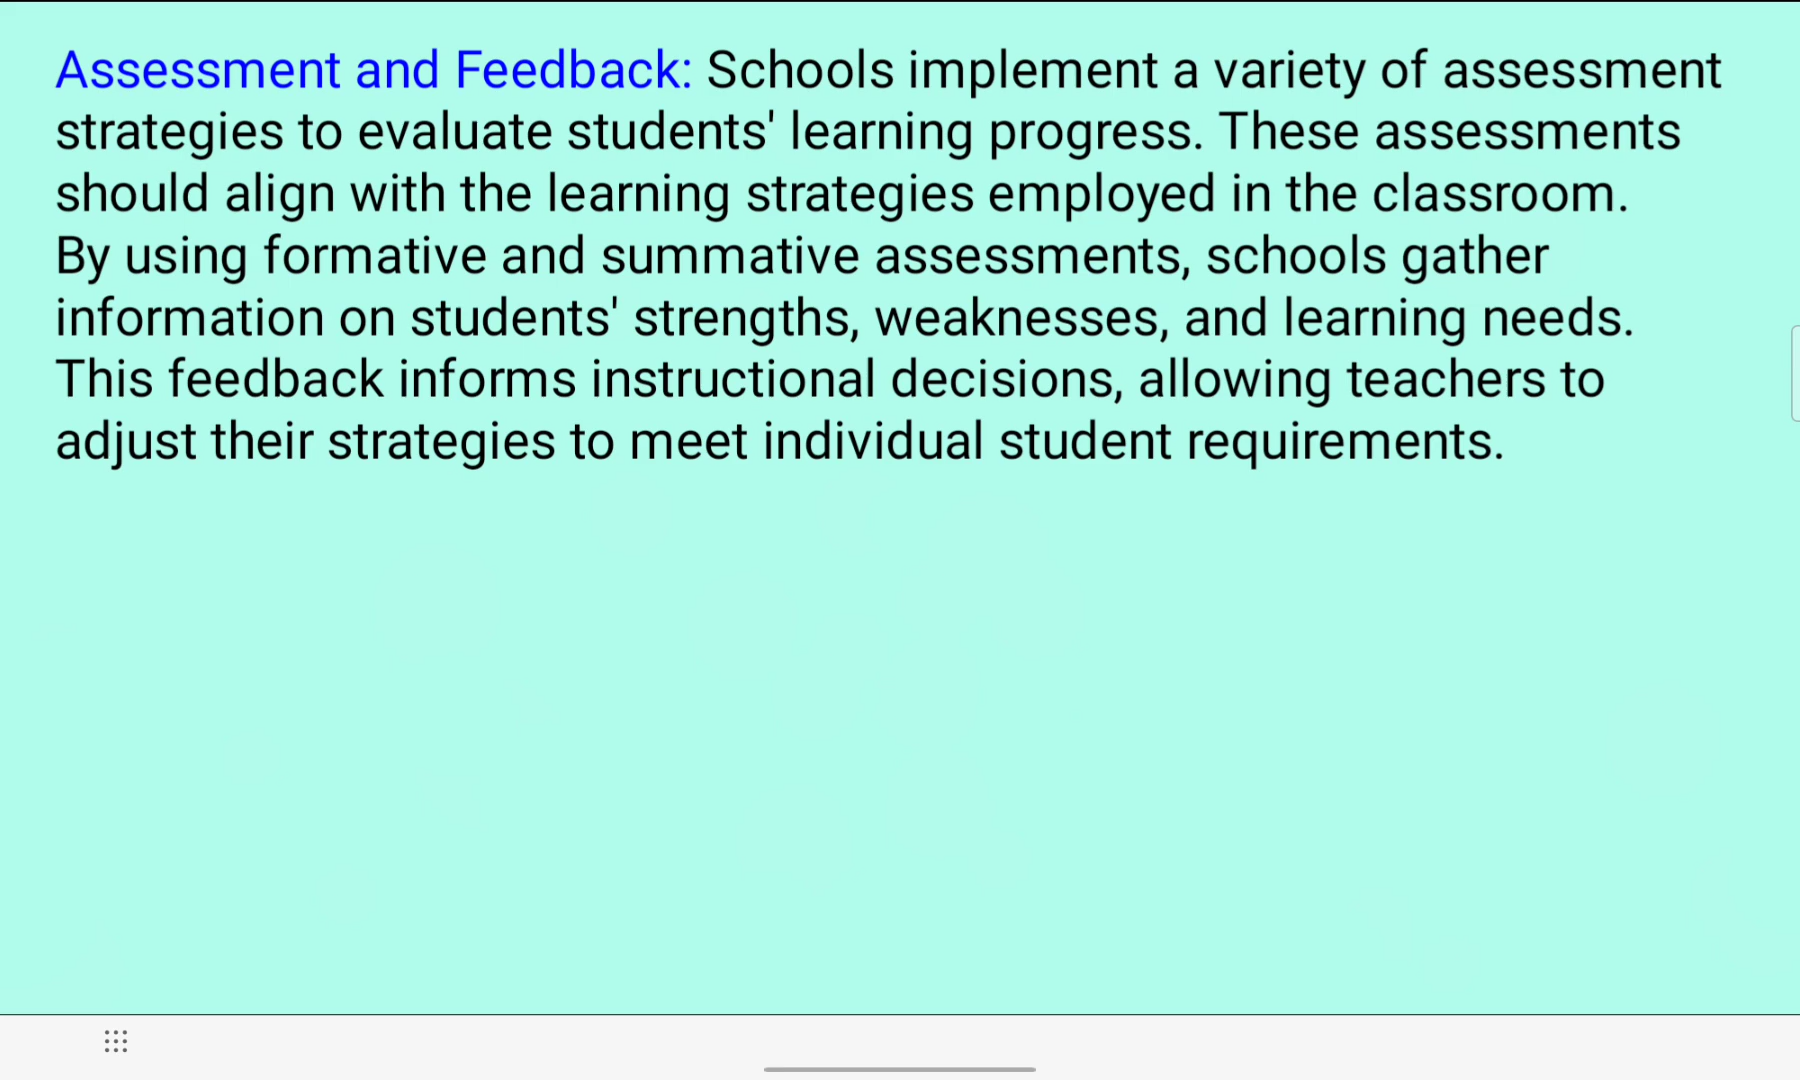 Assessment and Feedback: Schools implement a variety of assessment
strategies to evaluate students' learning progress. These assessments
should align with the learning strategies employed in the classroom.
By using formative and summative assessments, schools gather
information on students' strengths, weaknesses, and learning needs.
This feedback informs instructional decisions, allowing teachers to
adjust their strategies to meet individual student requirements.